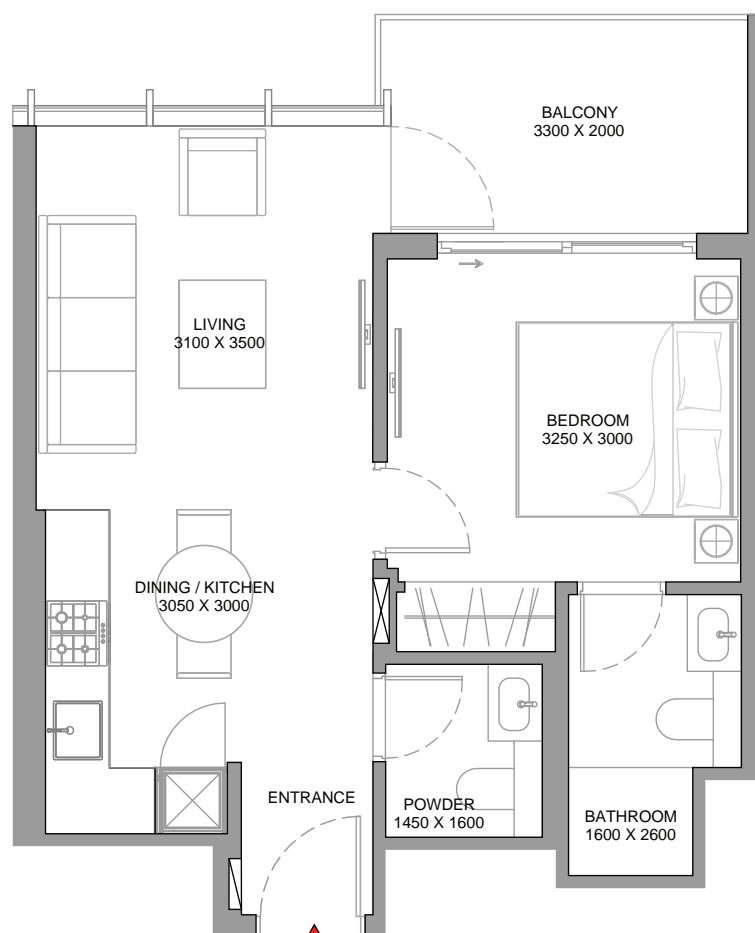 BALCONY
3300 X 2000
LIVING
3100 X 3500
BEDROOM
3250 X 3000
DINING / KITCHEN
3050 X 3000
ENTRANCE
POWDER
1450 X 1600
BATHROOM
1600 X 2600